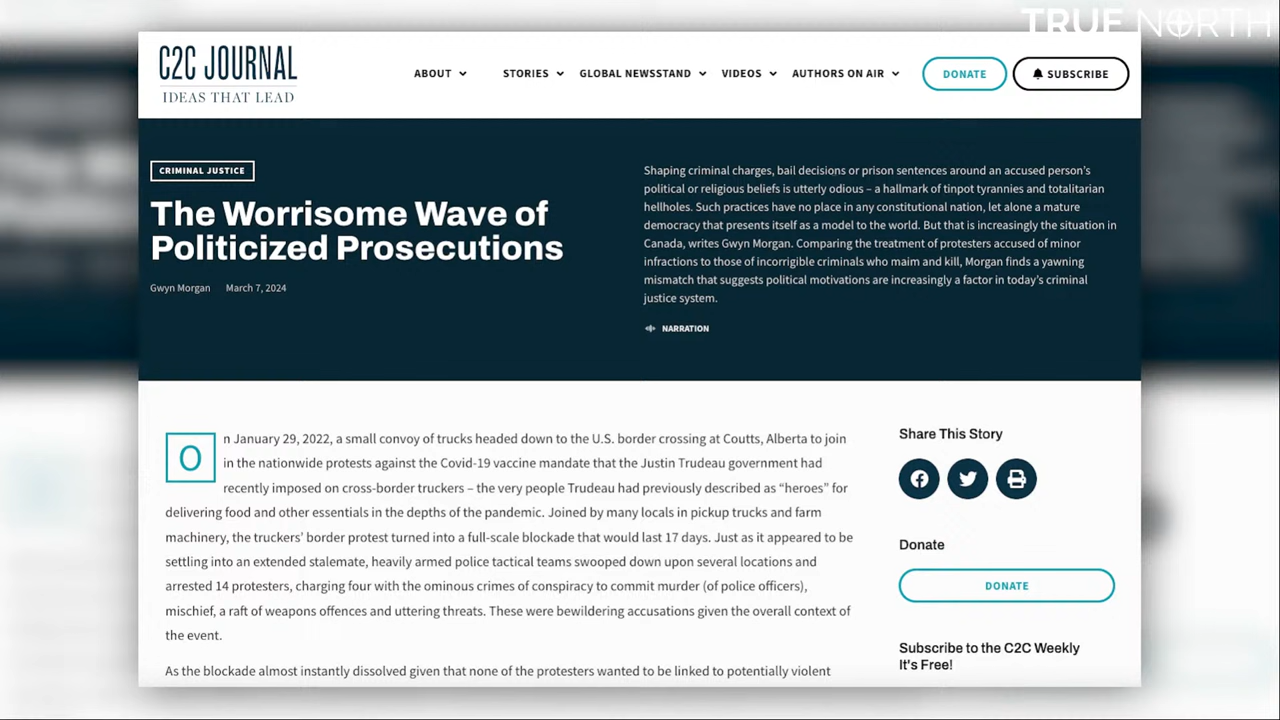 TRUE NORTH
C2C JOURNAL
IDEAS THAT LEAD
ABOUT
STORIES
GLOBAL NEWSSTAND
VIDEOS
AUTHORS ON AIR
DONATE
SUBSCRIBE
CRIMINAL JUSTICE
The Worrisome Wave of
Politicized Prosecutions
Gwyn Morgan March 7, 2024
Shaping criminal charges, bail decisions or prison sentences around an accused person's
political or religious beliefs is utterly odious – a hallmark of tinpot tyrannies and totalitarian
hellholes. Such practices have no place in any constitutional nation, let alone a mature
democracy that presents itself as a model to the world. But that is increasingly the situation in
Canada, writes Gwyn Morgan. Comparing the treatment of protesters accused of minor
infractions to those of incorrigible criminals who maim and kill, Morgan finds a yawning
mismatch that suggests political motivations are increasingly a factor in today's criminal
justice system.
NARRATION
On January 29, 2022, a small convoy of trucks headed down to the U.S. border crossing at Coutts, Alberta to join
in the nationwide protests against the Covid-19 vaccine mandate that the Justin Trudeau government had
recently imposed on cross-border truckers – the very people Trudeau had previously described as “heroes” for
delivering food and other essentials in the depths of the pandemic. Joined by many locals in pickup trucks and farm
machinery, the truckers' border protest turned into a full-scale blockade that would last 17 days. Just as it appeared to be
settling into an extended stalemate, heavily armed police tactical teams swooped down upon several locations and
arrested 14 protesters, charging four with the ominous crimes of conspiracy to commit murder (of police officers),
mischief, a raft of weapons offences and uttering threats. These were bewildering accusations given the overall context of
the event.
As the blockade almost instantly dissolved given that none of the protesters wanted to be linked to potentially violent
Share This Story
Donate
DONATE
Subscribe to the C2C Weekly
It's Free!